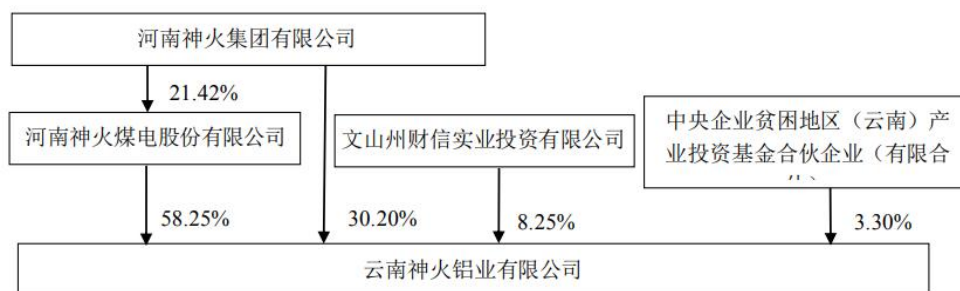 河南神火集团有限公司
21.42%
河南神火煤电股份有限公司
文山州财信实业投资有限公司
中央企业贫困地区（云南）产
业投资基金合伙企业（有限合
58.25%
30.20%
8.25%
3.30%
云南神火铝业有限公司